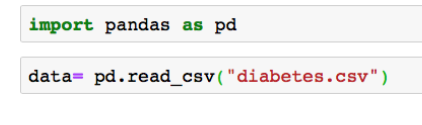 import pandas as pd
data= pd.read_csv("diabetes.csv")